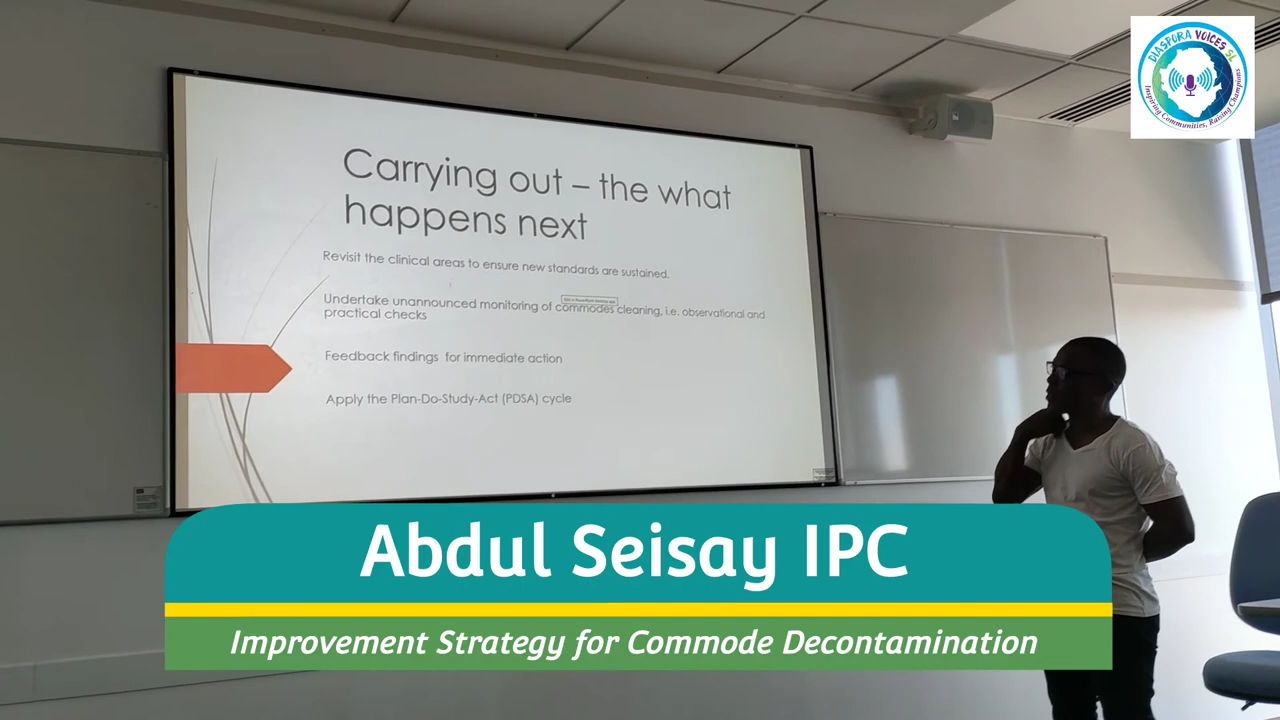 DIASPORA VOICES SL
Inspiring Communities, Raising Champions
Carrying out – the what
happens next
Revisit the clinical areas to ensure new standards are sustained.
Undertake unannounced monitoring of commodes cleaning, i.e. observational and
practical checks
Feedback findings for immediate action
Apply the Plan-Do-Study-Act (PDSA) cycle
Abdul Seisay IPC
Improvement Strategy for Commode Decontamination